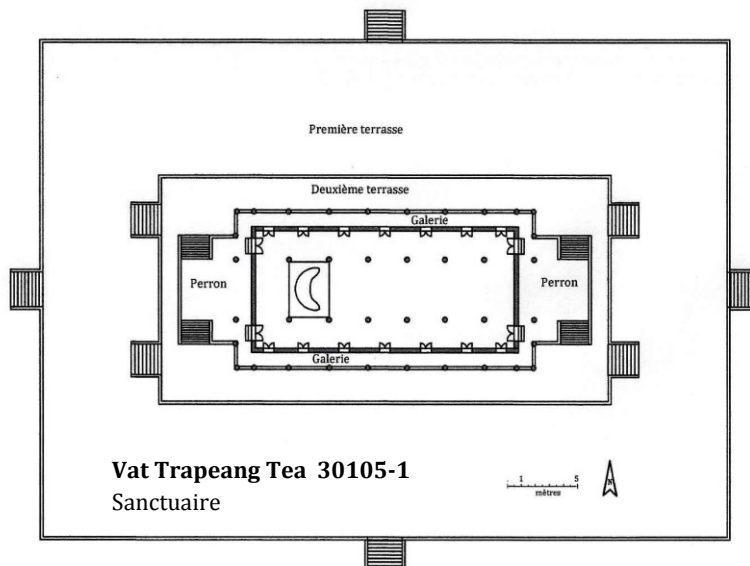 Première terrasse
Deuxième terrasse
Galerie
Perron
Perron
Galerie
Vat Trapeang Tea 30105-1
Sanctuaire
1 5
mètres
N